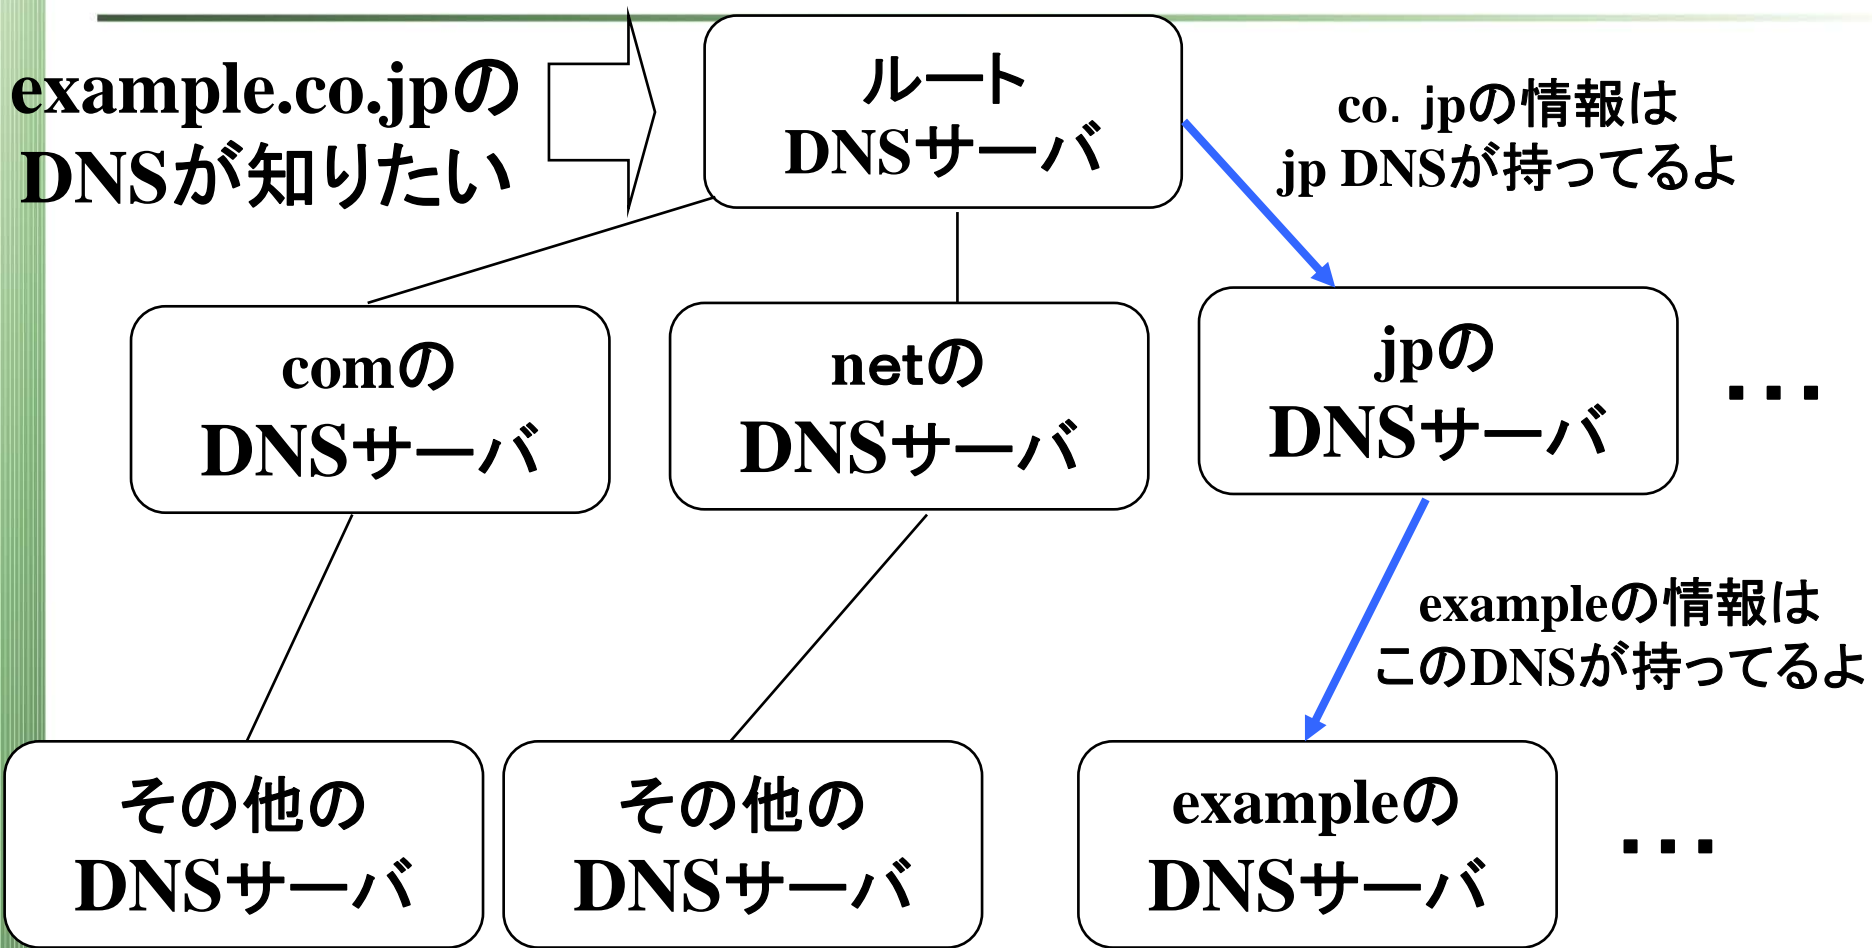 example.co.jpの
DNSが知りたい
ルート
DNSサーバ
co. jpの情報は
jp DNSが持ってるよ
comの
DNSサーバ
netの
DNSサーバ
jpの
DNSサーバ
･･･
exampleの情報は
このDNSが持ってるよ
その他の
DNSサーバ
その他の
DNSサーバ
exampleの
DNSサーバ
･･･